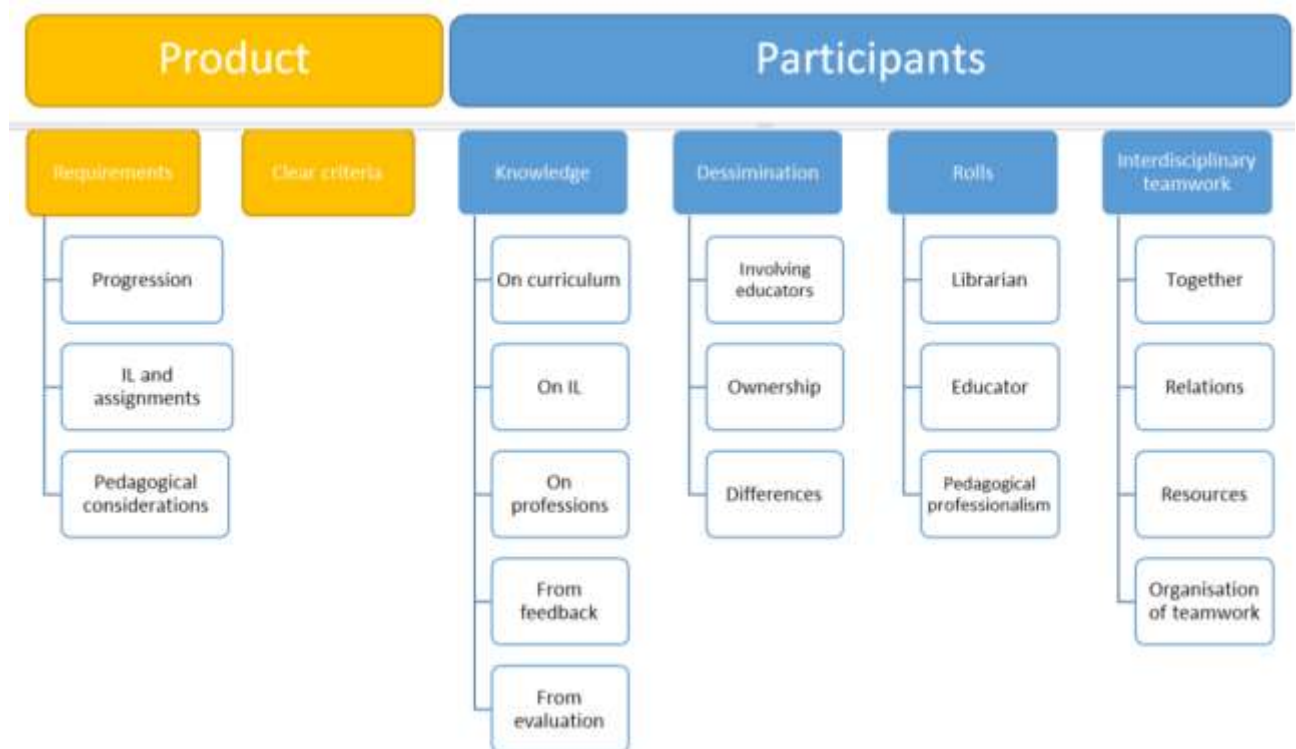 Product
Participants
Requirements
Progression
IL and
assignments
Pedagogical
considerations
Clear criteria
Knowledge
On curriculum
On IL
On
professions
From
feedback
From
evaluation
Dessimination
Involving
educators
Ownership
Differences
Rolls
Librarian
Educator
Pedagogical
professionalism
Interdisciplinary
teamwork
Together
Relations
Resources
Organisation
of teamwork